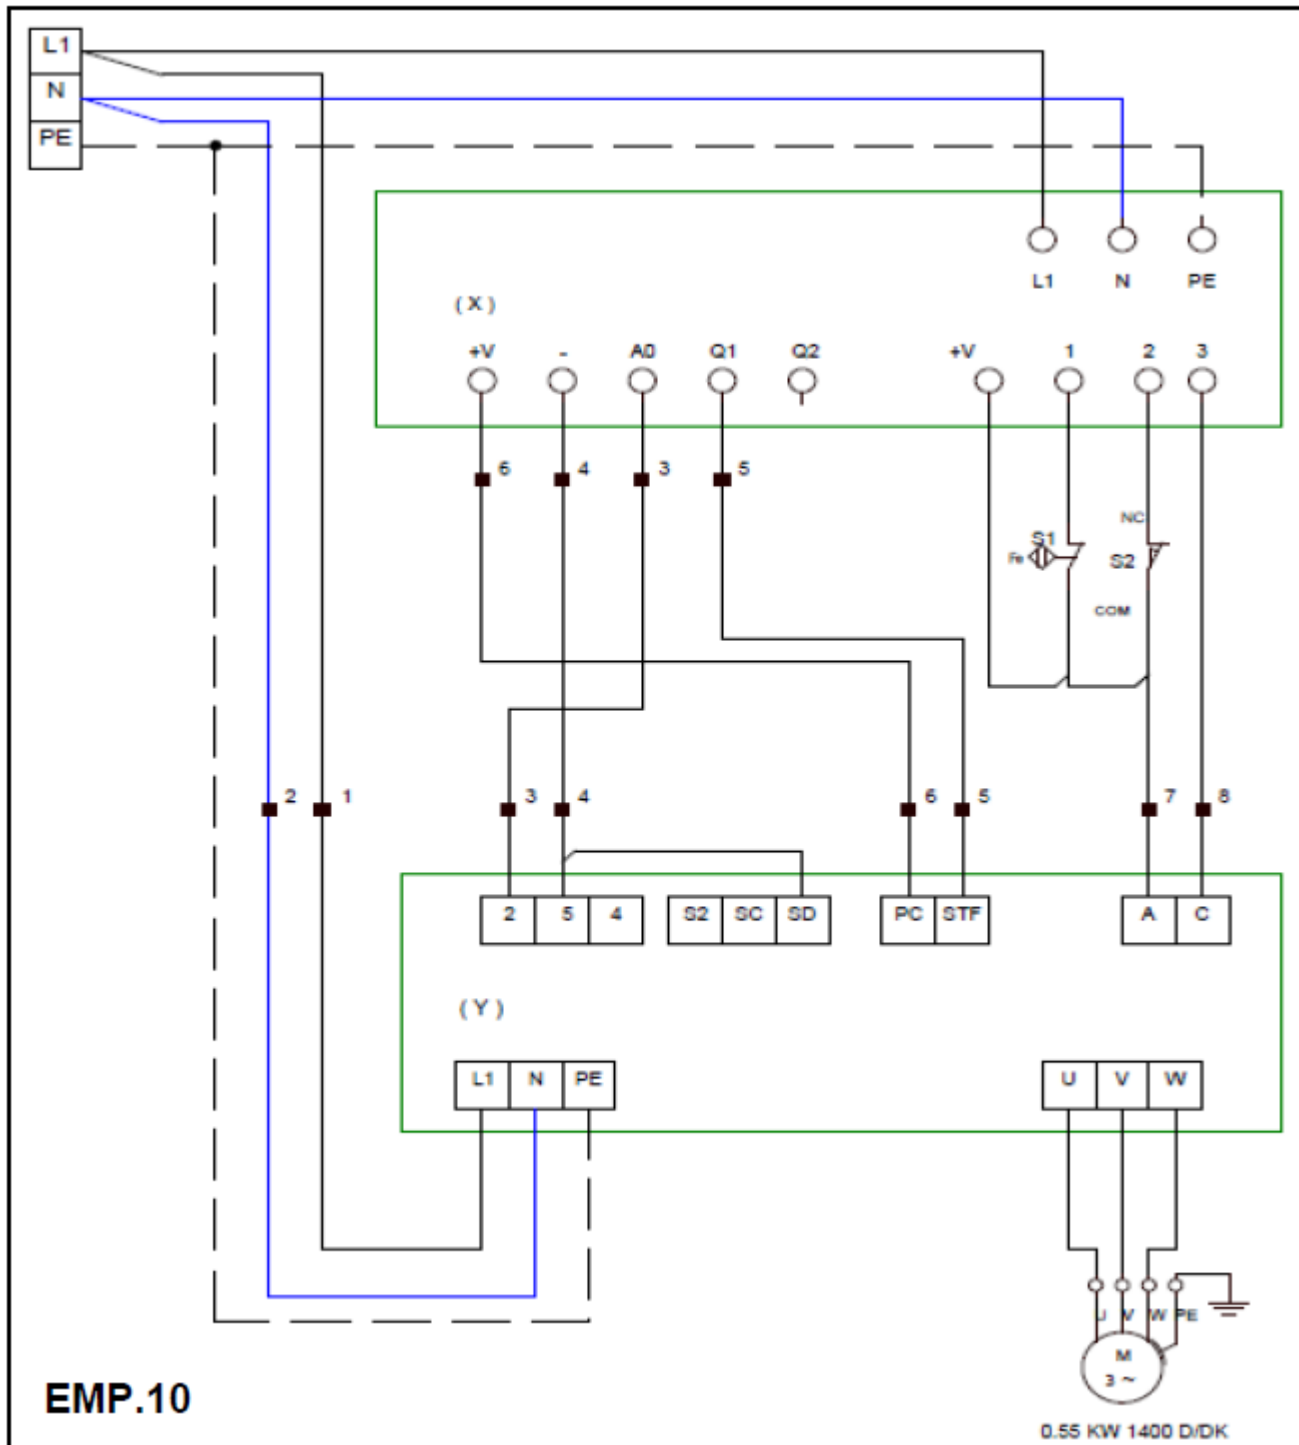 L1
N
PE
L1 N PE
( X )
+V - A0 Q1 Q2 +V 1 2 3
6 4 3 5
NC
S1
Fe
S2
COM
2 1 3 4 6 5 7 8
2 5 4 S2 SC SD PC STF A C
( Y )
L1 N PE U V W
U V W PE
M
3 ~
EMP.10
0.55 KW 1400 D/DK